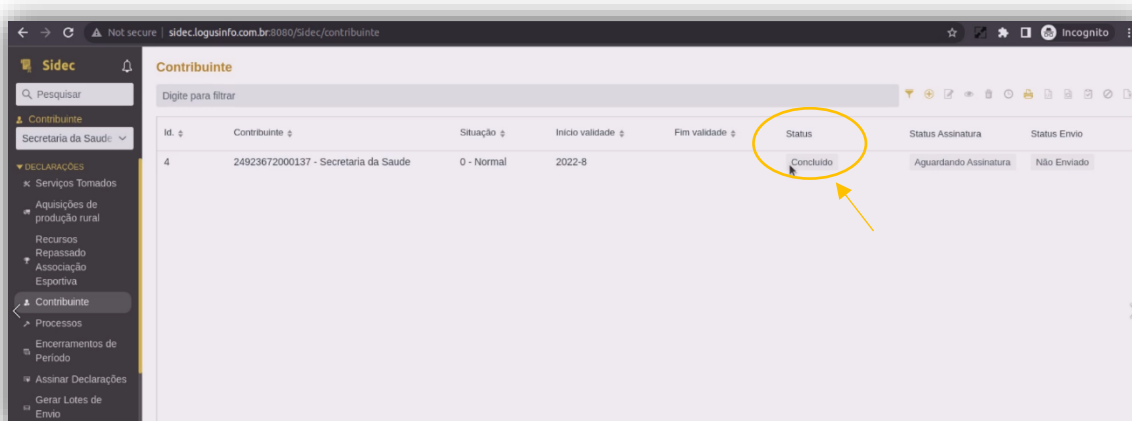 Not secure | sidec.logusinfo.com.br:8080/Sidec/contribuinte
Incognito
Sidec
Contribuinte
Pesquisar
Digite para filtrar
Contribuinte
Secretaria da Saude
Id.
Contribuinte
Situação
Início validade
Fim validade
Status
Status Assinatura
Status Envio
4
24923672000137 - Secretaria da Saude
0 - Normal
2022-8
Concluído
Aguardando Assinatura
Não Enviado
DECLARAÇÕES
Serviços Tomados
Aquisições de
produção rural
Recursos
Repassado
Associação
Esportiva
Contribuinte
Processos
Encerramentos de
Período
Assinar Declarações
Gerar Lotes de
Envio